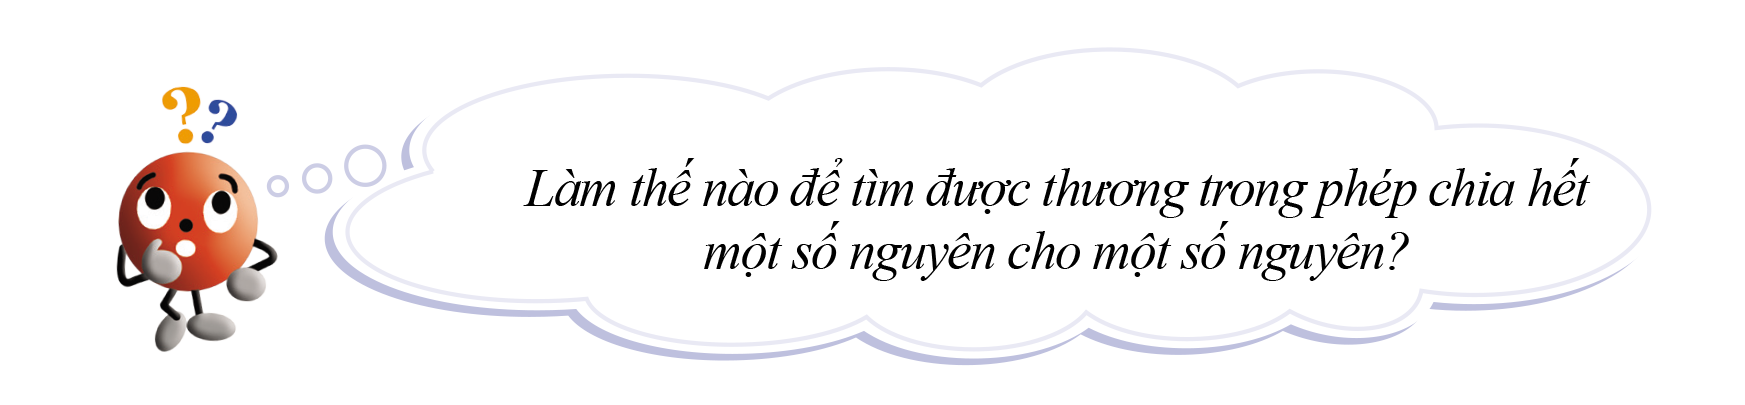 ??
Làm thế nào để tìm được thương trong phép chia hết
một số nguyên cho một số nguyên?